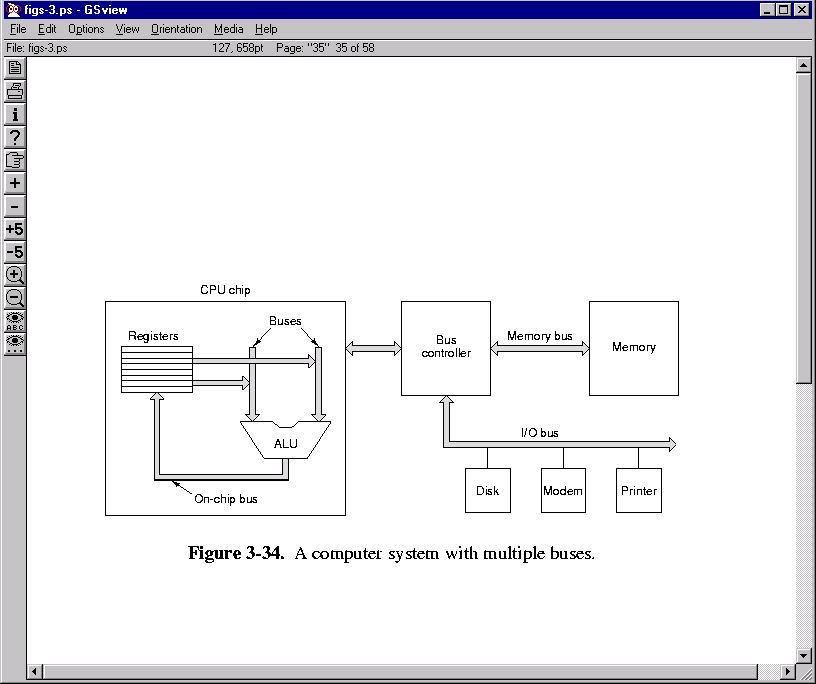 figs-3.ps - GSview
File Edit Options View Orientation Media Help
File: figs-3.ps 127, 658pt Page: "35" 35 of 58
i
?
+
-
+5
-5
ABC
CPU chip
Registers
Buses
ALU
On-chip bus
Bus
controller
Memory bus
Memory
I/O bus
Disk
Modem
Printer
Figure 3-34. A computer system with multiple buses.